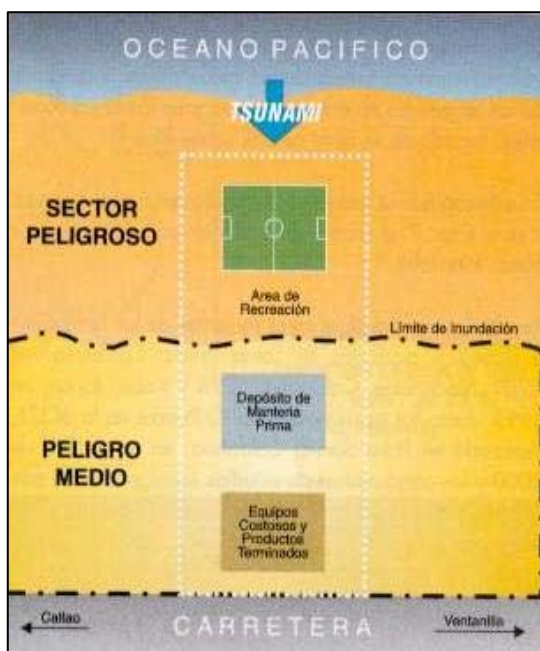 OCEANO PACIFICO
TSUNAMI
SECTOR
PELIGROSO
Area de
Recreación
Límite de Inundación
Depósito de
Manteria
Prima
PELIGRO
MEDIO
Equipos
Costosos y
Productos
Terminados
Callao
CARRETERA
Ventanilla